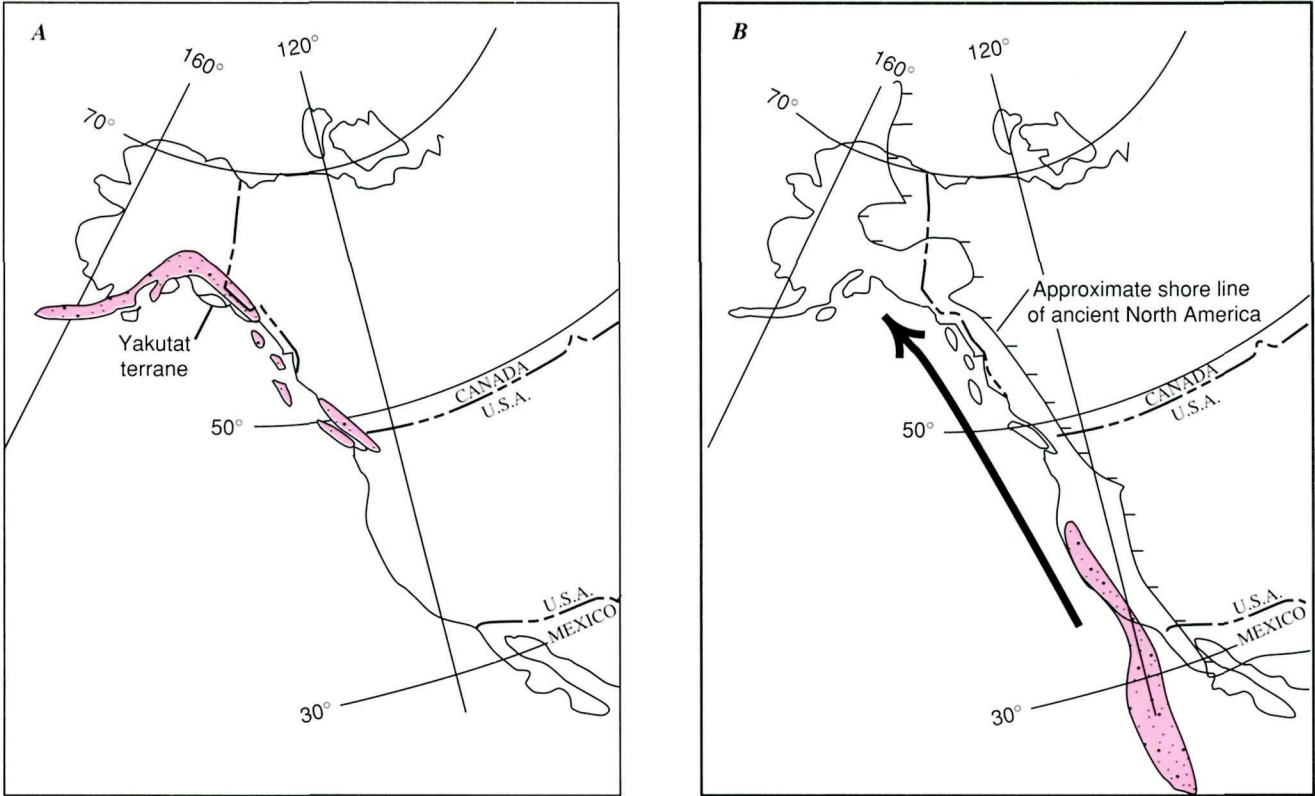 A
160°
120°
70°
Yakutat
terrane
CANADA
U.S.A.
50°
U.S.A.
MEXICO
30°
B
160°
120°
70°
Approximate shore line
of ancient North America
CANADA
U.S.A.
50°
U.S.A.
MEXICO
30°